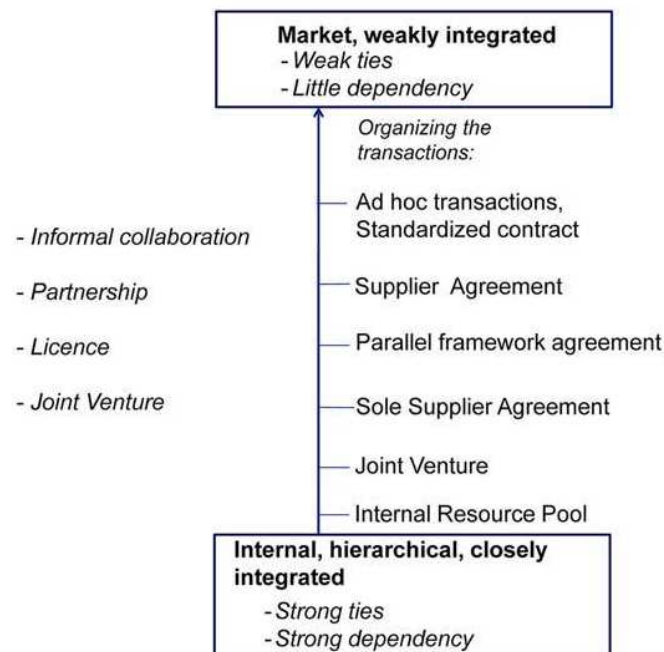 Market, weakly integrated
- Weak ties
- Little dependency
Organizing the
transactions:
Ad hoc transactions,
Standardized contract
Supplier Agreement
Parallel framework agreement
Sole Supplier Agreement
Joint Venture
Internal Resource Pool
- Informal collaboration
- Partnership
- Licence
- Joint Venture
Internal, hierarchical, closely
integrated
- Strong ties
- Strong dependency